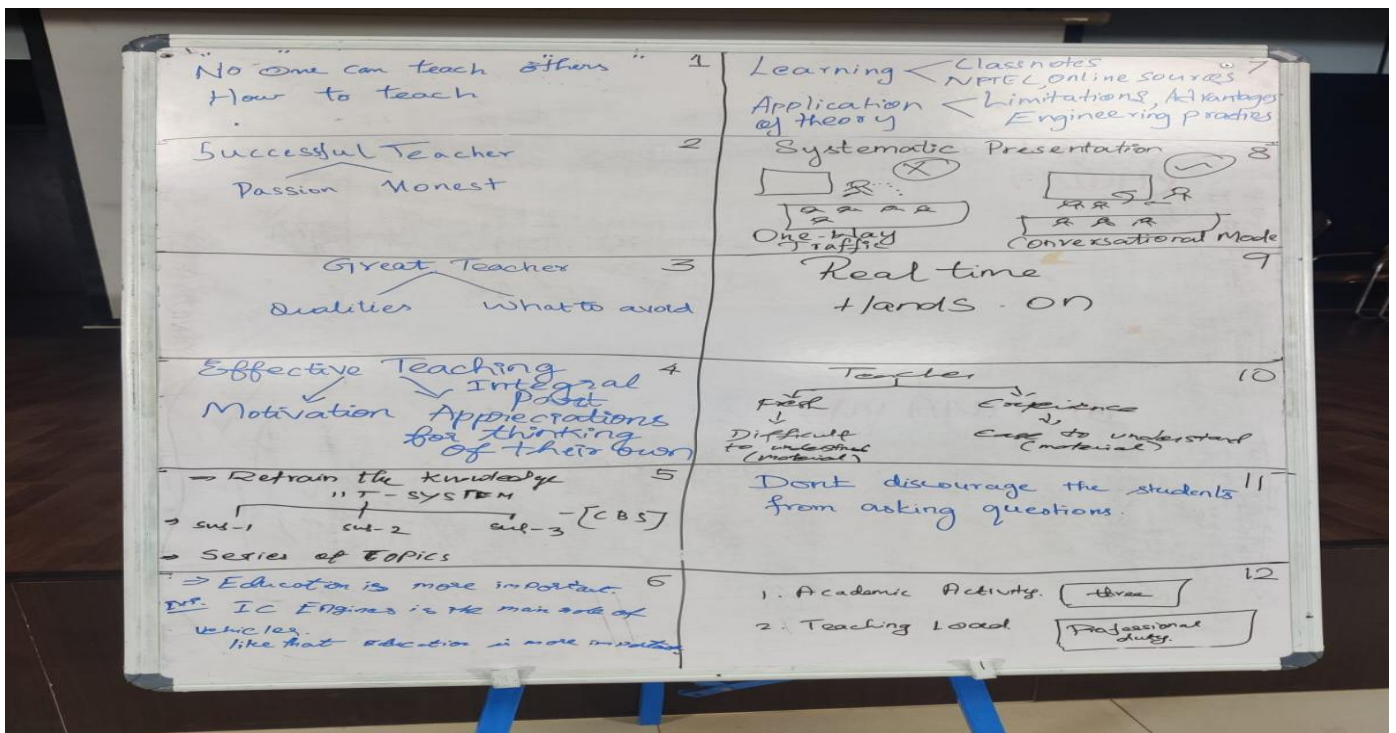 No one can teach others 1
How to teach
Successful Teacher 2
Passion Honest
Great Teacher 3
Qualities What to avoid
Effective Teaching 4
Integral
Part
Motivation Appreciations
for thinking
of their own
→ Retrain the knowledge 5
IIT-SYSTEM
→ sub-1 sub-2 sub-3 -[CBS]
→ Series of Topics
⇒ Education is more important. 6
IC Engines is the main role of
vehicles.
like that education is more important
Learning < Classnotes 7
NPTEL, online sources
Application < Limitations, Advantages
of theory Engineering practies
Systematic Presentation 8
One-Way
Traffic
Conversational Mode
Real time 9
Hands-on
Teacher 10
Fresh Experience
Difficult
to understand
(material)
Ease to understand
(material)
Dont discourage the students 11
from asking questions.
1. Academic Activity. three 12
2. Teaching Load Professional
duty.